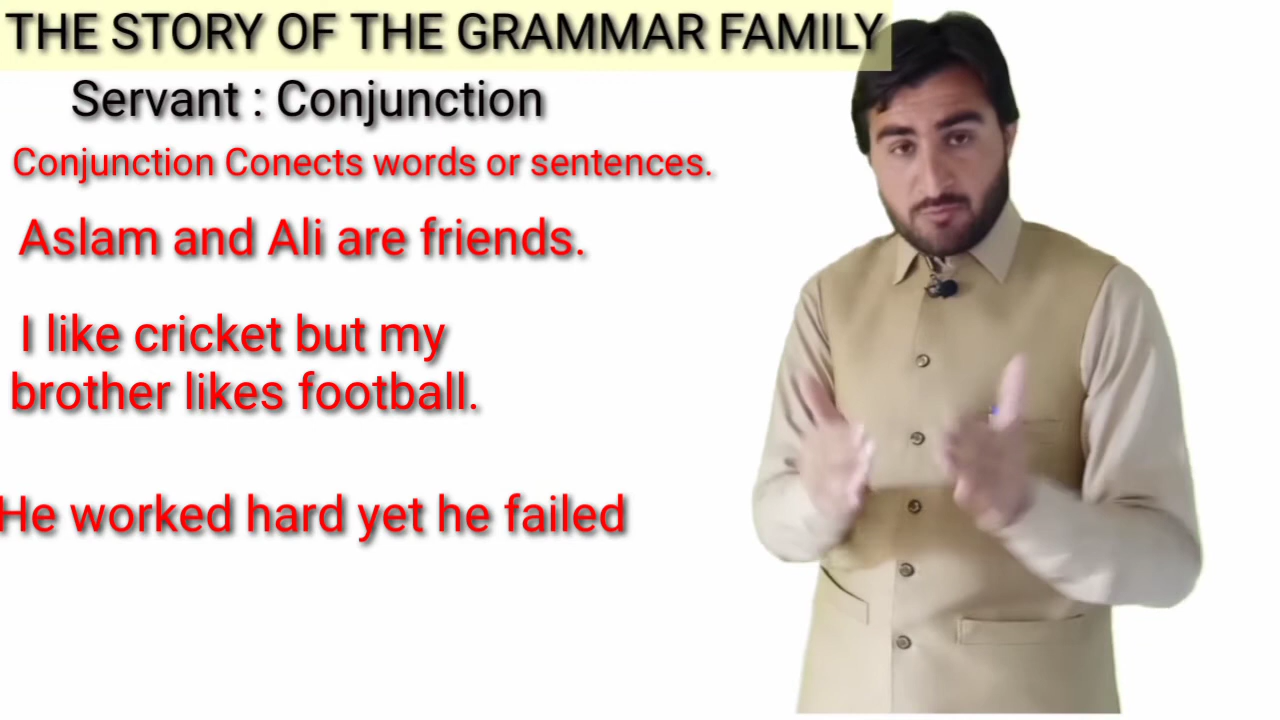 THE STORY OF THE GRAMMAR FAMILY
Servant : Conjunction
Conjunction Conects words or sentences.
Aslam and Ali are friends.
I like cricket but my
brother likes football.
He worked hard yet he failed